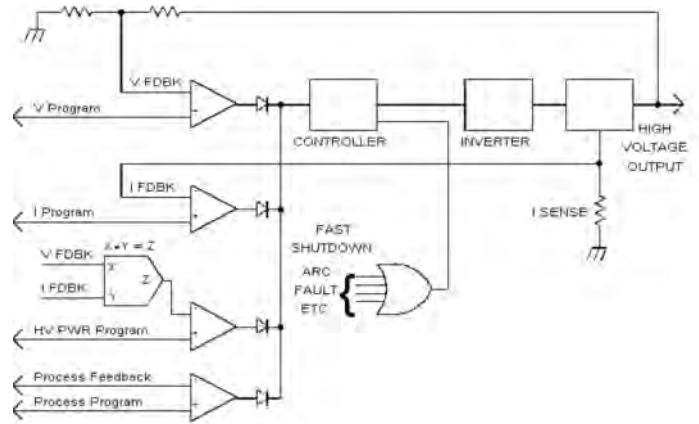 V FDBK
V Program
CONTROLLER
INVERTER
HIGH
VOLTAGE
OUTPUT
I FDBK
I Program
I SENSE
FAST
SHUTDOWN
ARC
FAULT
ETC
X*Y = Z
V FDBK
X
Z
I FDBK
Y
HV PWR Program
Process Feedback
Process Program